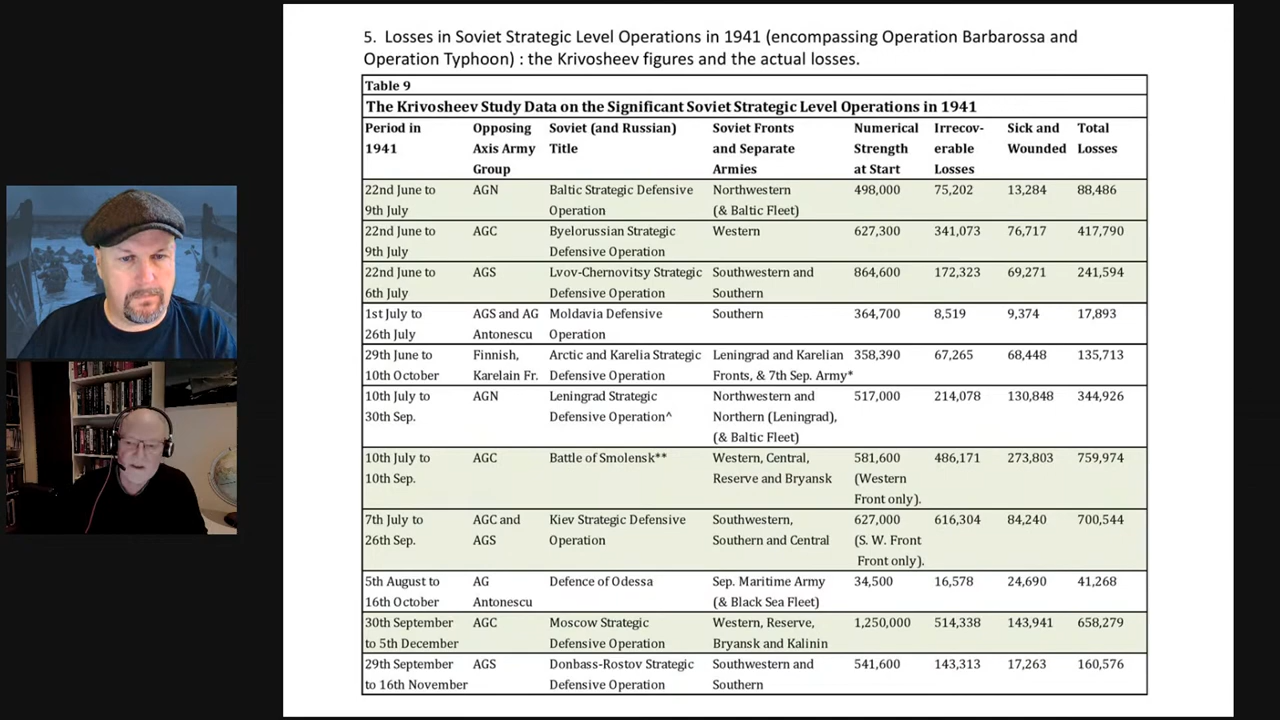 5. Losses in Soviet Strategic Level Operations in 1941 (encompassing Operation Barbarossa and
Operation Typhoon) : the Krivosheev figures and the actual losses.
Table 9
The Krivosheev Study Data on the Significant Soviet Strategic Level Operations in 1941
Period in Opposing Soviet (and Russian) Soviet Fronts Numerical Irrecov- Sick and Total
1941 Axis Army Title and Separate Strength erable Wounded Losses
Group Armies at Start Losses
22nd June to AGN Baltic Strategic Defensive Northwestern 498,000 75,202 13,284 88,486
9th July Operation (& Baltic Fleet)
22nd June to AGC Byelorussian Strategic Western 627,300 341,073 76,717 417,790
9th July Defensive Operation
22nd June to AGS Lvov-Chernovitsy Strategic Southwestern and 864,600 172,323 69,271 241,594
6th July Defensive Operation Southern
1st July to AGS and AG Moldavia Defensive Southern 364,700 8,519 9,374 17,893
26th July Antonescu Operation
29th June to Finnish, Arctic and Karelia Strategic Leningrad and Karelian 358,390 67,265 68,448 135,713
10th October Karelain Fr. Defensive Operation Fronts, & 7th Sep. Army*
10th July to AGN Leningrad Strategic Northwestern and 517,000 214,078 130,848 344,926
30th Sep. Defensive Operation^ Northern (Leningrad),
(& Baltic Fleet)
10th July to AGC Battle of Smolensk** Western, Central, 581,600 486,171 273,803 759,974
10th Sep. Reserve and Bryansk (Western
Front only).
7th July to AGC and Kiev Strategic Defensive Southwestern, 627,000 616,304 84,240 700,544
26th Sep. AGS Operation Southern and Central (S. W. Front
Front only).
5th August to AG Defence of Odessa Sep. Maritime Army 34,500 16,578 24,690 41,268
16th October Antonescu (& Black Sea Fleet)
30th September AGC Moscow Strategic Western, Reserve, 1,250,000 514,338 143,941 658,279
to 5th December Defensive Operation Bryansk and Kalinin
29th September AGS Donbass-Rostov Strategic Southwestern and 541,600 143,313 17,263 160,576
to 16th November Defensive Operation Southern